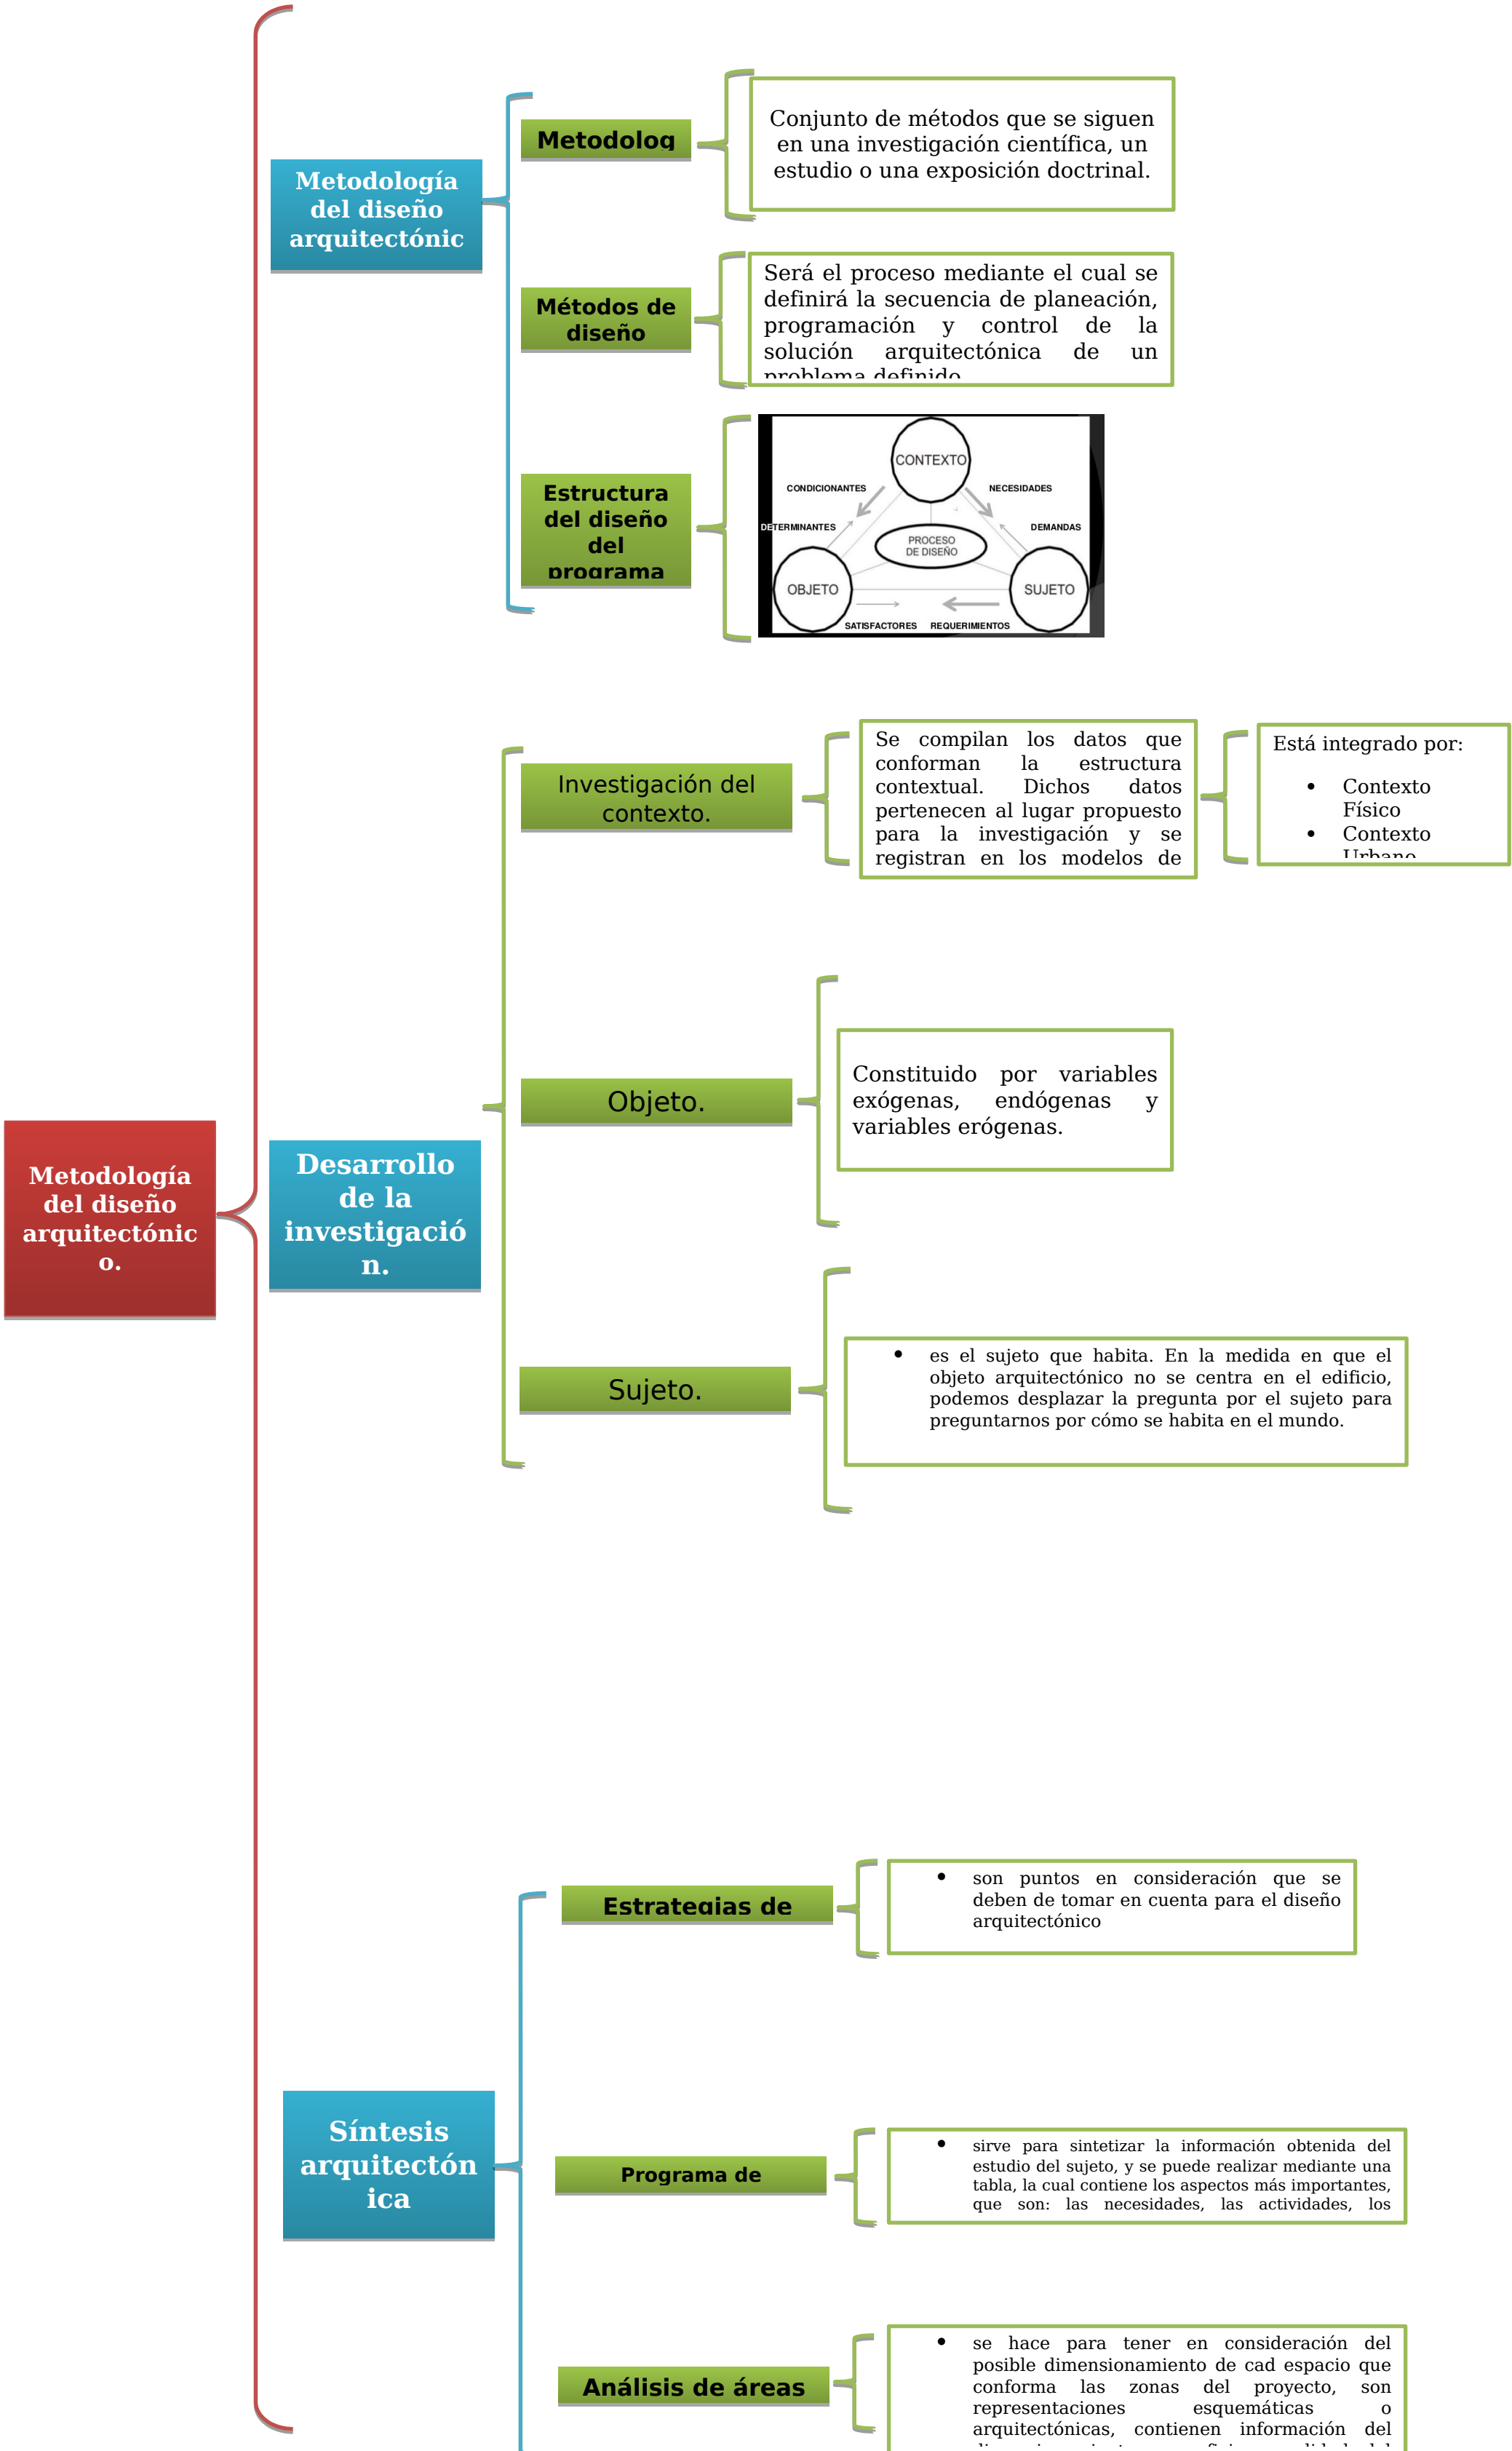 Metodología
del diseño
arquitectónic
o.
Metodología
del diseño
arquitectónic
Metodolog
Conjunto de métodos que se siguen
en una investigación científica, un
estudio o una exposición doctrinal.
Métodos de
diseño
Será el proceso mediante el cual se
definirá la secuencia de planeación,
programación y control de la
solución arquitectónica de un
problema definido
Estructura
del diseño
del
programa
CONTEXTO
CONDICIONANTES
NECESIDADES
DETERMINANTES
DEMANDAS
PROCESO
DE DISEÑO
OBJETO
SUJETO
SATISFACTORES
REQUERIMIENTOS
Desarrollo
de la
investigació
n.
Investigación del
contexto.
Se compilan los datos que
conforman la estructura
contextual. Dichos datos
pertenecen al lugar propuesto
para la investigación y se
registran en los modelos de
Está integrado por:
• Contexto
Físico
• Contexto
Urbano
Objeto.
Constituido por variables
exógenas, endógenas y
variables erógenas.
Sujeto.
• es el sujeto que habita. En la medida en que el
objeto arquitectónico no se centra en el edificio,
podemos desplazar la pregunta por el sujeto para
preguntarnos por cómo se habita en el mundo.
Síntesis
arquitectón
ica
Estrategias de
• son puntos en consideración que se
deben de tomar en cuenta para el diseño
arquitectónico
Programa de
• sirve para sintetizar la información obtenida del
estudio del sujeto, y se puede realizar mediante una
tabla, la cual contiene los aspectos más importantes,
que son: las necesidades, las actividades, los
Análisis de áreas
• se hace para tener en consideración del
posible dimensionamiento de cad espacio que
conforma las zonas del proyecto, son
representaciones esquemáticas o
arquitectónicas, contienen información del